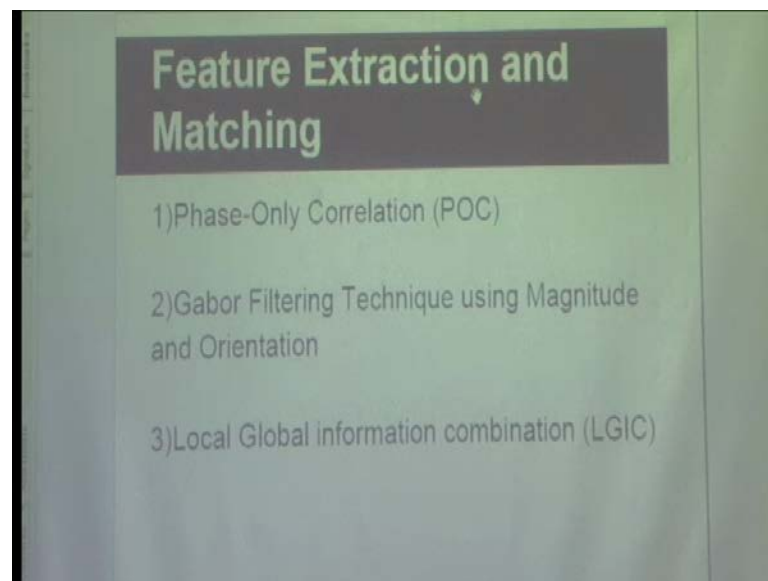 Feature Extraction and
Matching
1)Phase-Only Correlation (POC)
2)Gabor Filtering Technique using Magnitude
and Orientation
3)Local Global information combination (LGIC)